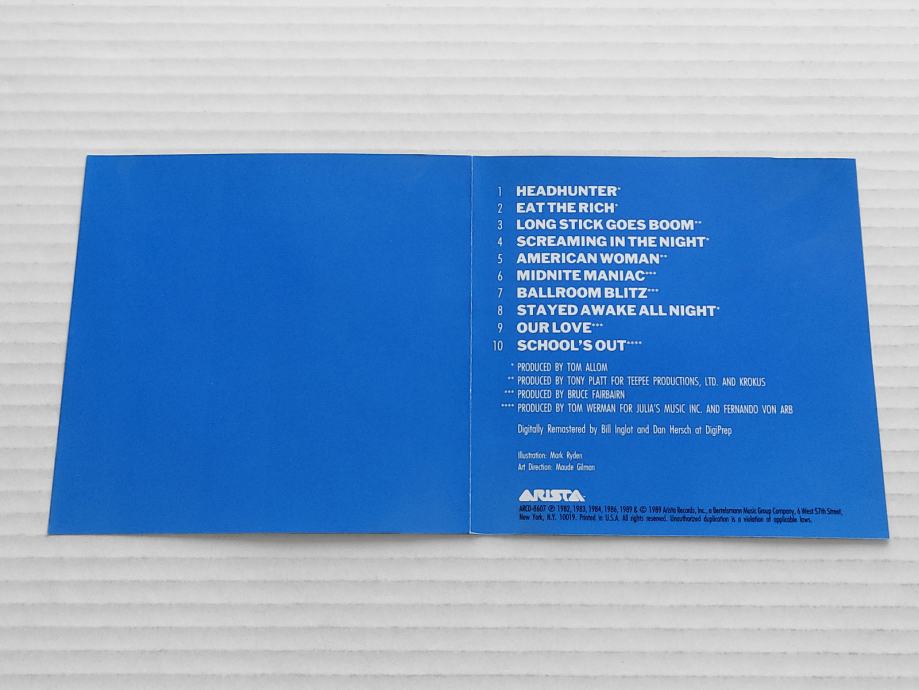 1 HEADHUNTER*
2 EAT THE RICH*
3 LONG STICK GOES BOOM**
4 SCREAMING IN THE NIGHT*
5 AMERICAN WOMAN**
6 MIDNITE MANIAC***
7 BALLROOM BLITZ***
8 STAYED AWAKE ALL NIGHT*
9 OUR LOVE***
10 SCHOOL'S OUT****
* PRODUCED BY TOM ALLOM
** PRODUCED BY TONY PLATT FOR TEEPEE PRODUCTIONS, LTD. AND KROKUS
*** PRODUCED BY BRUCE FAIRBAIRN
**** PRODUCED BY TOM WERMAN FOR JULIA'S MUSIC INC. AND FERNANDO VON ARB
Digitally Remastered by Bill Inglot and Dan Hersch at DigiPrep
Illustration: Mark Ryden
Art Direction: Maude Gilman
ARISTA
ARCD-8607 ℗ 1982, 1983, 1984, 1986, 1989 & © 1989 Arista Records, Inc., a Bertelsmann Music Group Company, 6 West 57th Street,
New York, N.Y. 10019. Printed in U.S.A. All rights reserved. Unauthorized duplication is a violation of applicable laws.